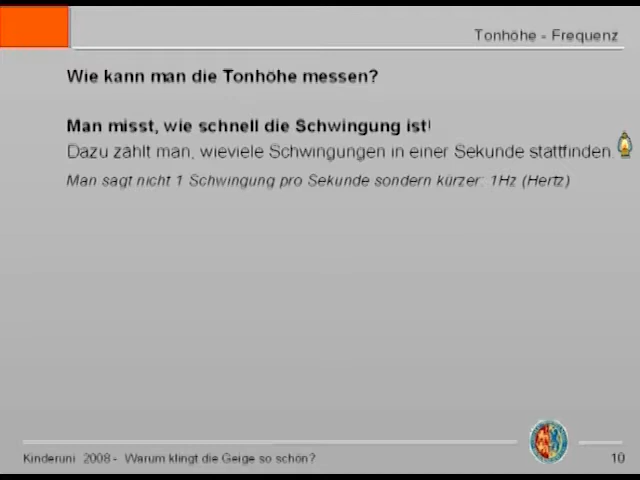 Tonhöhe - Frequenz
Wie kann man die Tonhöhe messen?
Man misst, wie schnell die Schwingung ist!
Dazu zählt man, wieviele Schwingungen in einer Sekunde stattfinden.
Man sagt nicht 1 Schwingung pro Sekunde sondern kürzer: 1Hz (Hertz)
Kinderuni 2008 - Warum klingt die Geige so schön?
10